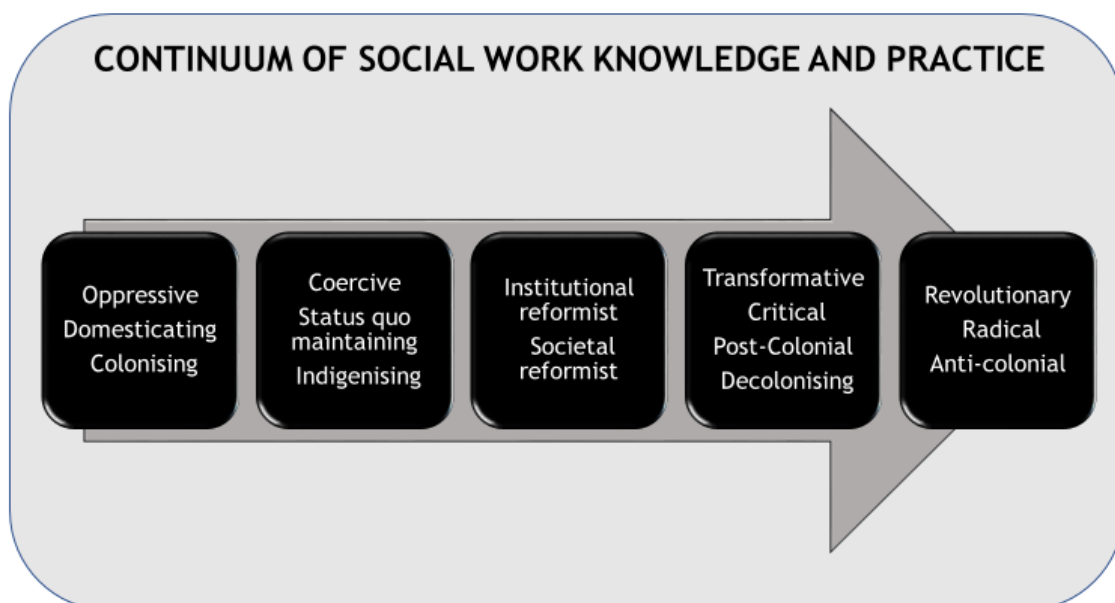 CONTINUUM OF SOCIAL WORK KNOWLEDGE AND PRACTICE
Oppressive
Domesticating
Colonising
Coercive
Status quo
maintaining
Indigenising
Institutional
reformist
Societal
reformist
Transformative
Critical
Post-Colonial
Decolonising
Revolutionary
Radical
Anti-colonial